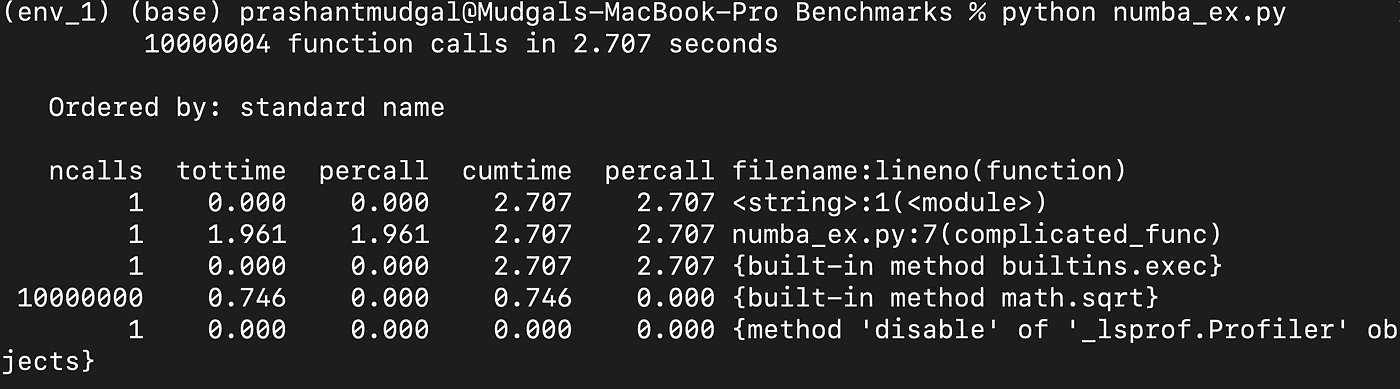 (env_1) (base) prashantmudgal@Mudgals-MacBook-Pro Benchmarks % python numba_ex.py
         10000004 function calls in 2.707 seconds

   Ordered by: standard name

   ncalls  tottime  percall  cumtime  percall filename:lineno(function)
        1    0.000    0.000    2.707    2.707 <string>:1(<module>)
        1    1.961    1.961    2.707    2.707 numba_ex.py:7(complicated_func)
        1    0.000    0.000    2.707    2.707 {built-in method builtins.exec}
 10000000    0.746    0.000    0.746    0.000 {built-in method math.sqrt}
        1    0.000    0.000    0.000    0.000 {method 'disable' of '_lsprof.Profiler' ob
jects}